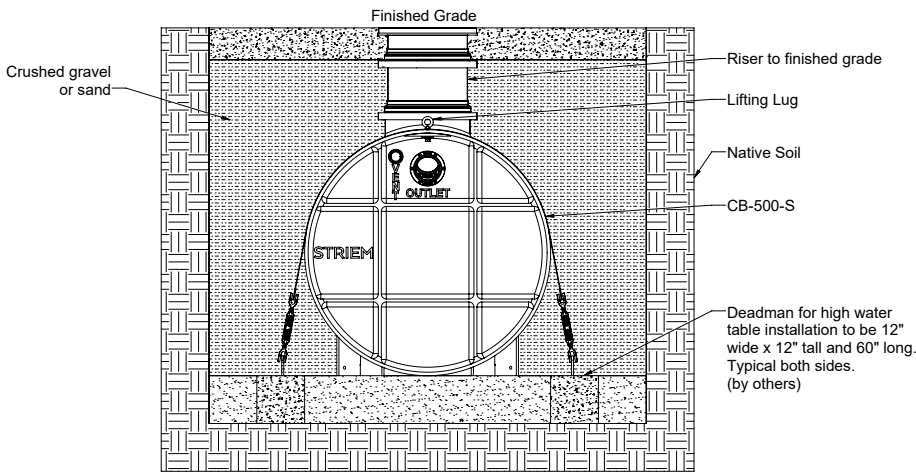 Finished Grade
Crushed gravel
or sand
Riser to finished grade
Lifting Lug
Native Soil
VENT
OUTLET
CB-500-S
STRIEM
Deadman for high water
table installation to be 12"
wide x 12" tall and 60" long.
Typical both sides.
(by others)